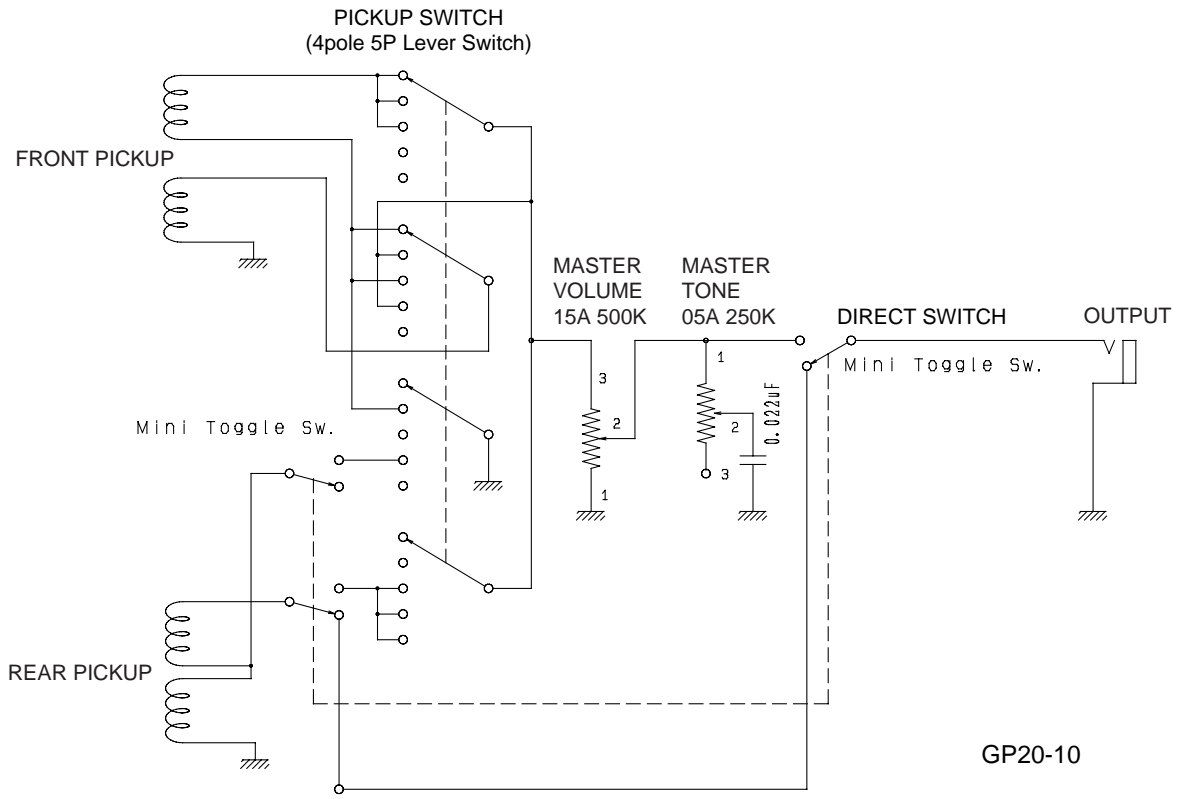 PICKUP SWITCH
(4pole 5P Lever Switch)
FRONT PICKUP
MASTER
VOLUME
15A 500K
MASTER
TONE
05A 250K
DIRECT SWITCH
OUTPUT
Mini Toggle Sw.
3
2
1
1
2
3
0.022uF
Mini Toggle Sw.
REAR PICKUP
GP20-10